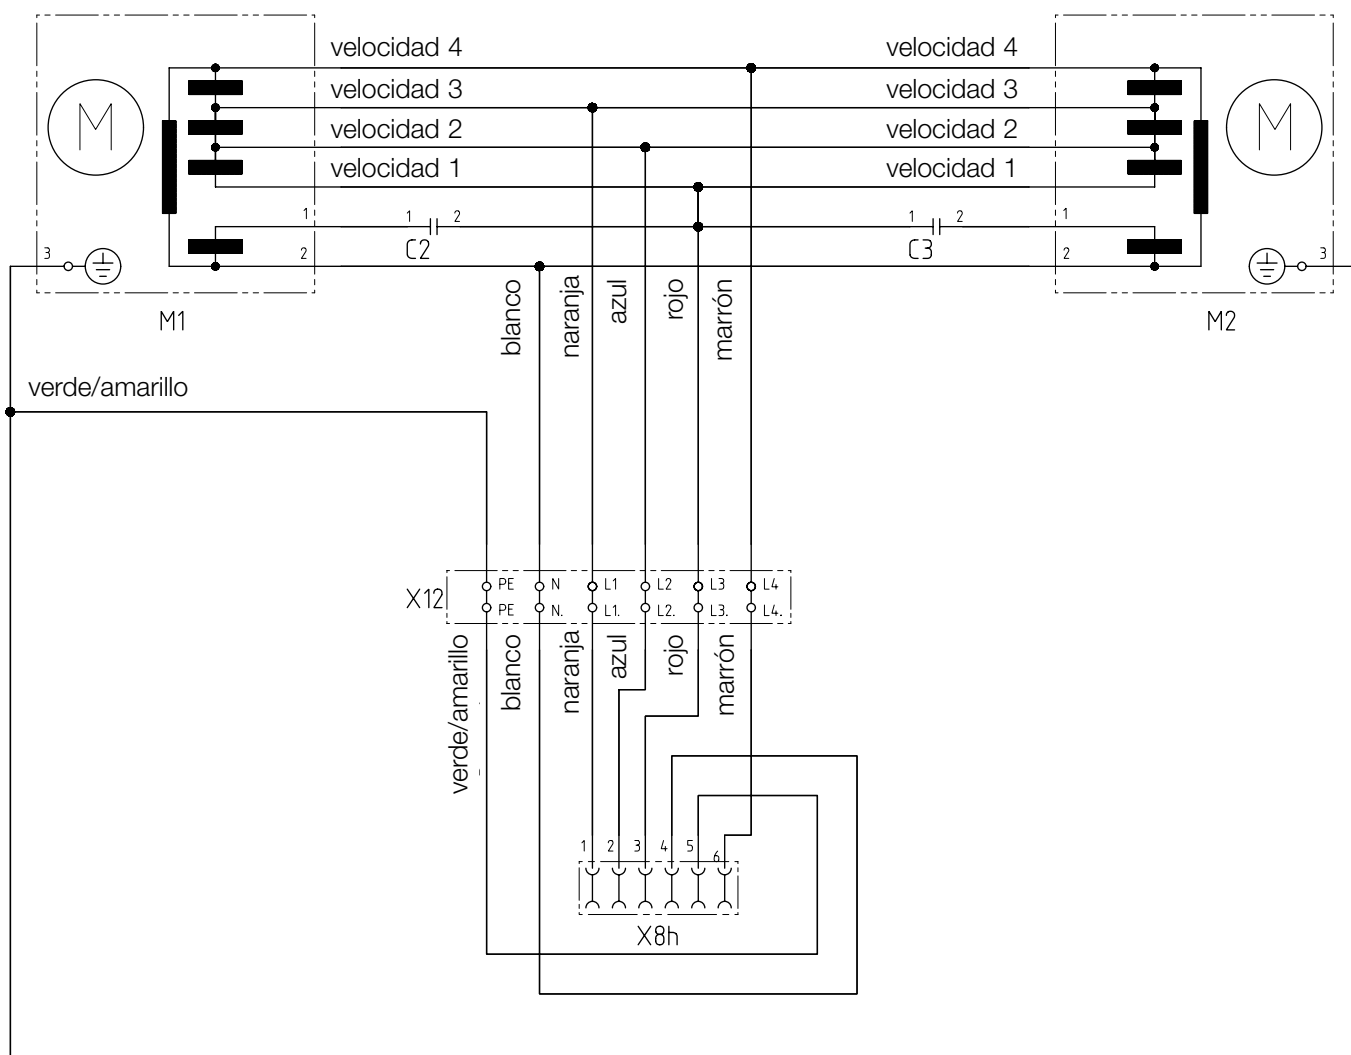 velocidad 4 velocidad 4
velocidad 3 velocidad 3
velocidad 2 velocidad 2
velocidad 1 velocidad 1
M M
1 1 2 1 2 1
C2 C3
3 2 2 3
M1 M2
blanco
naranja
azul
rojo
marrón
verde/amarillo
X12
PE N L1 L2 L3 L4
PE N. L1. L2. L3. L4.
verde/amarillo
blanco
naranja
azul
rojo
marrón
1 2 3 4 5 6
X8h